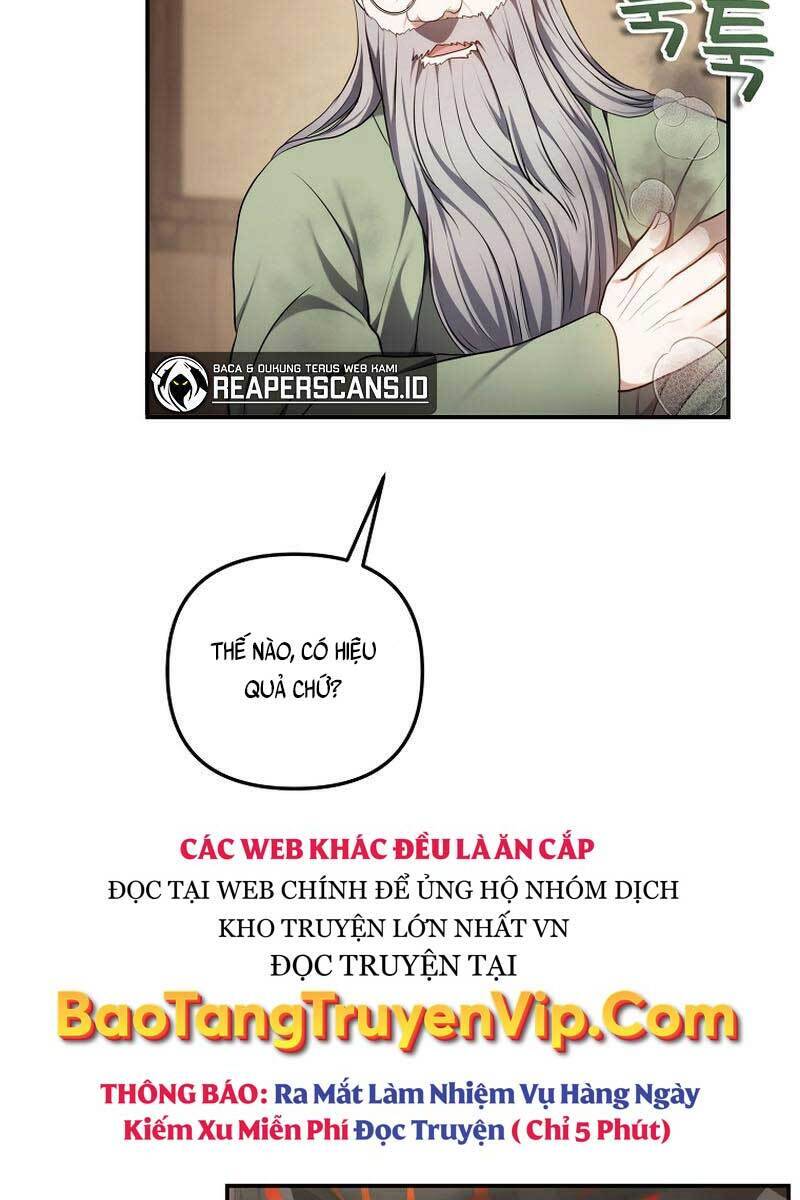 툭툭
BACA & DUKUNG TERUS WEB KAMI
REAPERSCANS.ID
THẾ NÀO, CÓ HIỆU
QUẢ CHỨ?
CÁC WEB KHÁC ĐỀU LÀ ĂN CẮP
ĐỌC TẠI WEB CHÍNH ĐỂ ỦNG HỘ NHÓM DỊCH
KHO TRUYỆN LỚN NHẤT VN
ĐỌC TRUYỆN TẠI
BaoTangTruyenVip.Com
THÔNG BÁO: Ra Mắt Làm Nhiệm Vụ Hàng Ngày
Kiếm Xu Miễn Phí Đọc Truyện ( Chỉ 5 Phút)